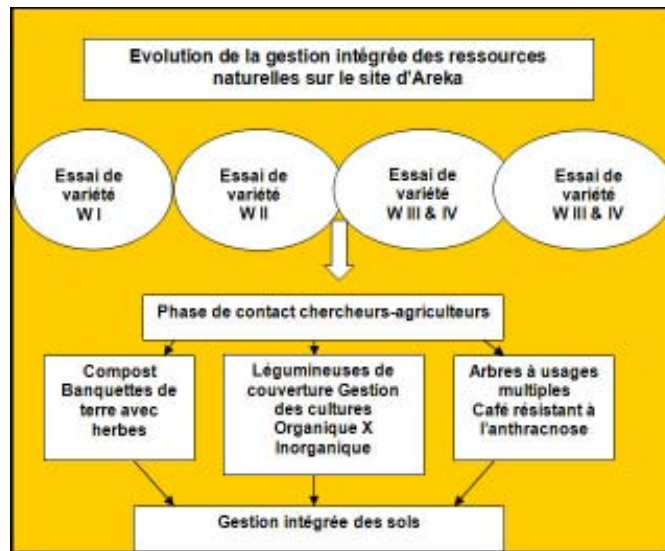 Evolution de la gestion intégrée des ressources
naturelles sur le site d'Areka
Essai de
variété
W I
Essai de
variété
W II
Essai de
variété
W III & IV
Essai de
variété
W III & IV
Phase de contact chercheurs-agriculteurs
Compost
Banquettes de
terre avec
herbes
Légumineuses de
couverture Gestion
des cultures
Organique X
Inorganique
Arbres à usages
multiples
Café résistant à
l'anthracnose
Gestion intégrée des sols